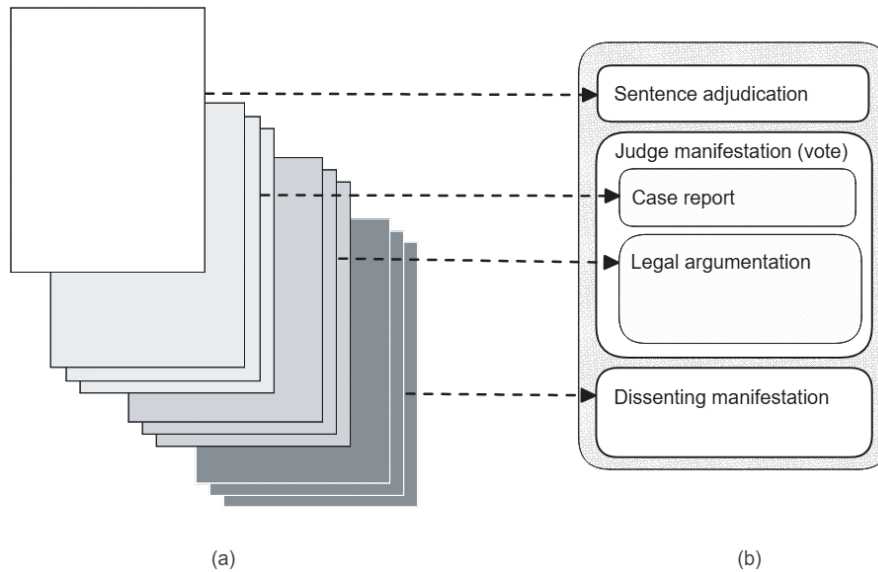 Sentence adjudication
Judge manifestation (vote)
Case report
Legal argumentation
Dissenting manifestation
(a)
(b)